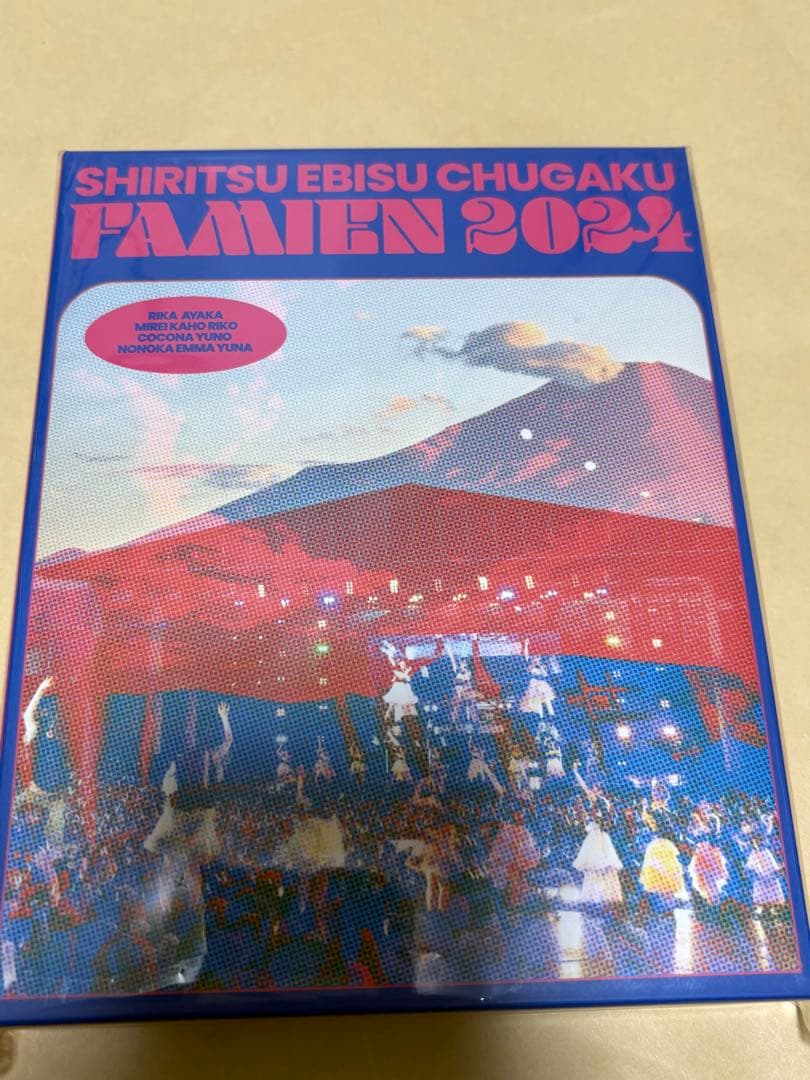 SHIRITSU EBISU CHUGAKU
FAMIEN 2024
RIKA AYAKA
MIREI KAHO RIKO
COCONA YUNO
NONOKA EMMA YUNA